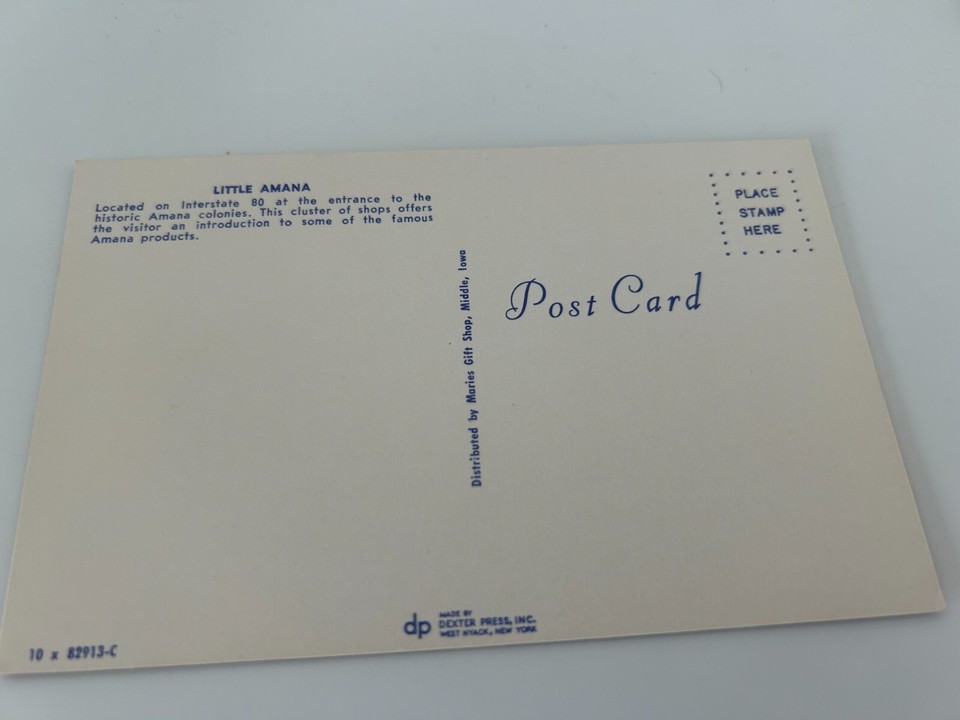 LITTLE AMANA
Located on Interstate 80 at the entrance to the
historic Amana colonies. This cluster of shops offers
the visitor an introduction to some of the famous
Amana products.
PLACE
STAMP
HERE
Post Card
Distributed by Maries Gift Shop, Middle, Iowa
dp
MADE BY
DEXTER PRESS, INC.
WEST NYACK, NEW YORK
10 x 82913-C